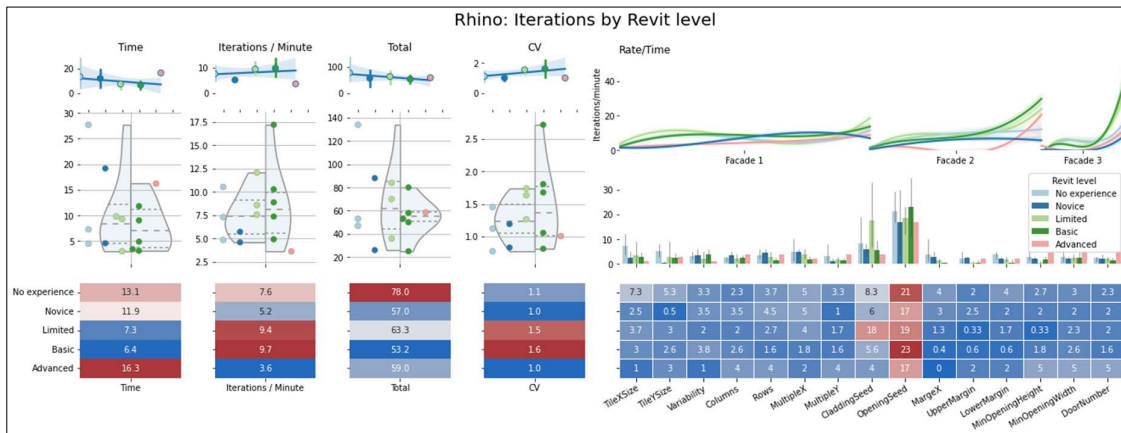 Rhino: Iterations by Revit level
Time
Iterations / Minute
Total
CV
20
0
10
0
100
0
2
0
30
25
20
15
10
5
17.5
15.0
12.5
10.0
7.5
5.0
2.5
140
120
100
80
60
40
20
2.5
2.0
1.5
1.0
Rate/Time
Iterations/minute
40
20
0
Facade 1
Facade 2
Facade 3
30
20
10
0
Revit level
No experience
Novice
Limited
Basic
Advanced
No experience 13.1 7.6 78.0 1.1
Novice 11.9 5.2 57.0 1.0
Limited 7.3 9.4 63.3 1.5
Basic 6.4 9.7 53.2 1.6
Advanced 16.3 3.6 59.0 1.0
Time Iterations / Minute Total CV
7.3 5.3 3.3 2.3 3.7 5 3.3 8.3 21 4 2 4 2.7 3 2.3
2.5 0.5 3.5 3.5 4.5 4 1 6 17 3 2.5 2 2 2 2
3.7 3 2 2 2.7 4 1.7 18 19 1.3 0.33 1.7 0.33 2.3 2
3 2.6 3.8 2.6 1.6 1.8 1.6 5.6 23 0.4 0.6 0.6 1.8 2.6 1.6
1 3 1 4 4 2 4 4 17 0 2 2 5 5 5
TileXSize
TileYSize
Variability
Columns
Rows
MultipleX
MultipleY
CladdingSeed
OpeningSeed
MargeX
UpperMargin
LowerMargin
MinOpeningHeight
MinOpeningWidth
DoorNumber